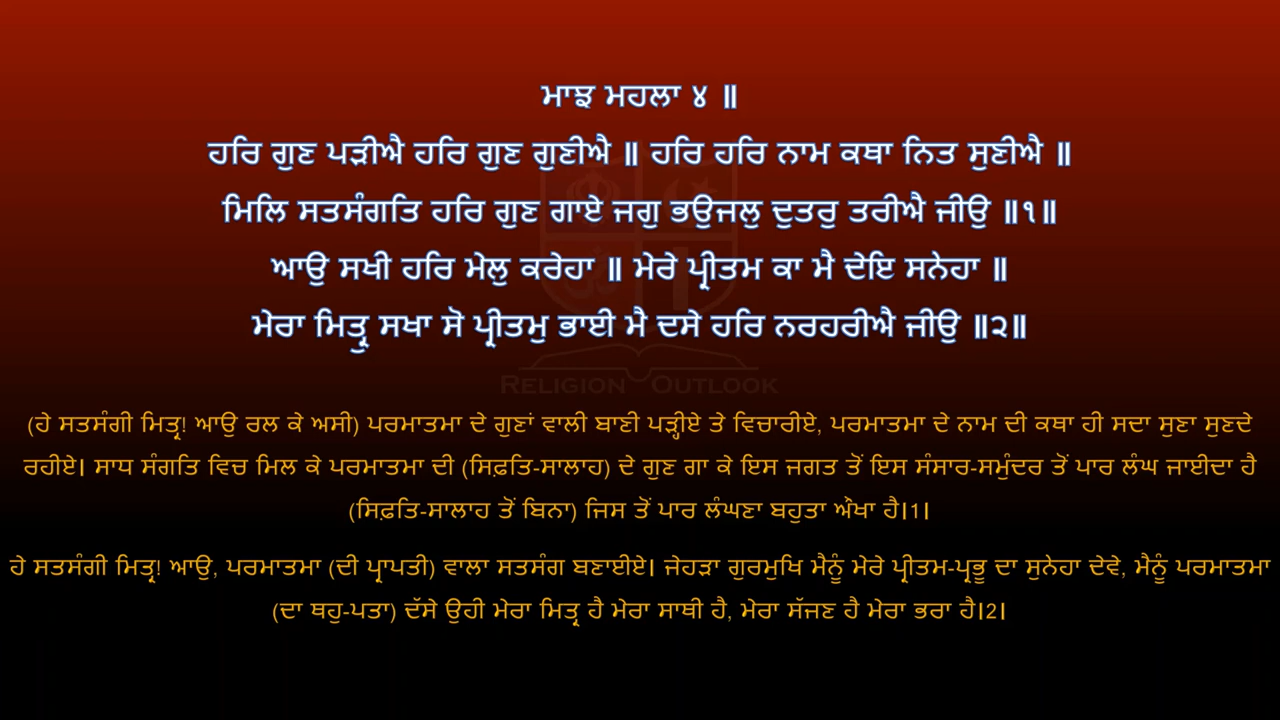 ਮਾਝ ਮਹਲਾ ੪ ॥
ਹਰਿ ਗੁਣ ਪੜੀਐ ਹਰਿ ਗੁਣ ਗੁਣੀਐ ॥ ਹਰਿ ਹਰਿ ਨਾਮ ਕਥਾ ਨਿਤ ਸੁਣੀਐ ॥
ਮਿਲਿ ਸਤਸੰਗਤਿ ਹਰਿ ਗੁਣ ਗਾਏ ਜਗੁ ਭਉਜਲੁ ਦੁਤਰੁ ਤਰੀਐ ਜੀਉ ॥੧॥
ਆਉ ਸਖੀ ਹਰਿ ਮੇਲੁ ਕਰੇਹਾ ॥ ਮੇਰੇ ਪ੍ਰੀਤਮ ਕਾ ਮੈ ਦੇਇ ਸਨੇਹਾ ॥
ਮੇਰਾ ਮਿਤ੍ਰੁ ਸਖਾ ਸੋ ਪ੍ਰੀਤਮੁ ਭਾਈ ਮੈ ਦਸੇ ਹਰਿ ਨਰਹਰੀਐ ਜੀਉ ॥੨॥
RELIGION OUTLOOK
(ਹੇ ਸਤਸੰਗੀ ਮਿਤ੍ਰ! ਆਉ ਰਲ ਕੇ ਅਸੀ) ਪਰਮਾਤਮਾ ਦੇ ਗੁਣਾਂ ਵਾਲੀ ਬਾਣੀ ਪੜ੍ਹੀਏ ਤੇ ਵਿਚਾਰੀਏ, ਪਰਮਾਤਮਾ ਦੇ ਨਾਮ ਦੀ ਕਥਾ ਹੀ ਸਦਾ ਸੁਣਾ ਸੁਣਦੇ
ਰਹੀਏ। ਸਾਧ ਸੰਗਤਿ ਵਿਚ ਮਿਲ ਕੇ ਪਰਮਾਤਮਾ ਦੀ (ਸਿਫ਼ਤਿ-ਸਾਲਾਹ) ਦੇ ਗੁਣ ਗਾ ਕੇ ਇਸ ਜਗਤ ਤੋਂ ਇਸ ਸੰਸਾਰ-ਸਮੁੰਦਰ ਤੋਂ ਪਾਰ ਲੰਘ ਜਾਈਦਾ ਹੈ
(ਸਿਫ਼ਤਿ-ਸਾਲਾਹ ਤੋਂ ਬਿਨਾ) ਜਿਸ ਤੋਂ ਪਾਰ ਲੰਘਣਾ ਬਹੁਤਾ ਔਖਾ ਹੈ।1।
ਹੇ ਸਤਸੰਗੀ ਮਿਤ੍ਰ! ਆਉ, ਪਰਮਾਤਮਾ (ਦੀ ਪ੍ਰਾਪਤੀ) ਵਾਲਾ ਸਤਸੰਗ ਬਣਾਈਏ। ਜੇਹੜਾ ਗੁਰਮੁਖਿ ਮੈਨੂੰ ਮੇਰੇ ਪ੍ਰੀਤਮ-ਪ੍ਰਭੂ ਦਾ ਸੁਨੇਹਾ ਦੇਵੇ, ਮੈਨੂੰ ਪਰਮਾਤਮਾ
(ਦਾ ਥਹੁ-ਪਤਾ) ਦੱਸੇ ਉਹੀ ਮੇਰਾ ਮਿਤ੍ਰ ਹੈ ਮੇਰਾ ਸਾਥੀ ਹੈ, ਮੇਰਾ ਸੱਜਣ ਹੈ ਮੇਰਾ ਭਰਾ ਹੈ।2।